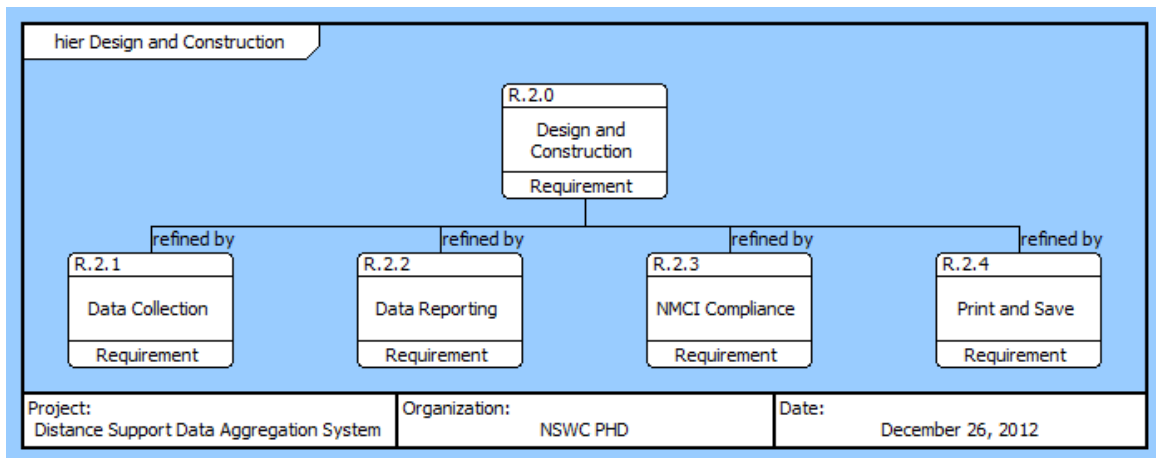 hier Design and Construction
R.2.0
Design and
Construction
Requirement
refined by
refined by
refined by
refined by
R.2.1
Data Collection
Requirement
R.2.2
Data Reporting
Requirement
R.2.3
NMCI Compliance
Requirement
R.2.4
Print and Save
Requirement
Project:
Distance Support Data Aggregation System
Organization:
NSWC PHD
Date:
December 26, 2012